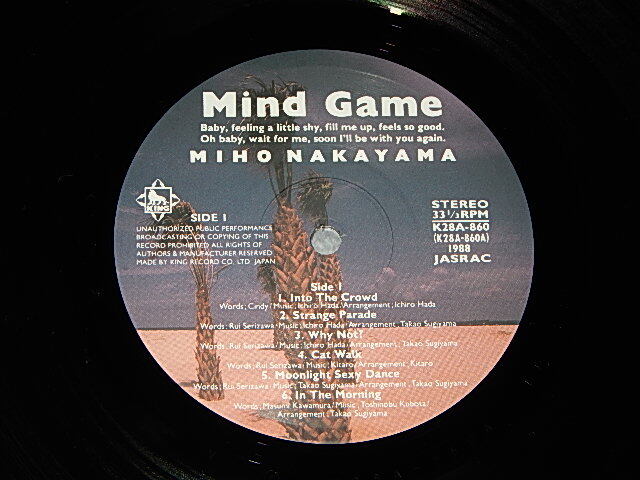 Mind Game
Baby, feeling a little shy, fill me up, feels so good.
Oh baby, wait for me, soon I'll be with you again.
MIHO NAKAYAMA
KING
SIDE 1
UNAUTHORIZED PUBLIC PERFORMANCE
BROADCASTING OR COPYING OF THIS
RECORD PROHIBITED ALL RIGHTS OF
AUTHORS & MANUFACTURER RESERVED
MADE BY KING RECORD CO. LTD. JAPAN
STEREO
33 1/3 RPM
K28A-860
(K28A-860A)
1988
JASRAC
Side 1
1. Into The Crowd
Words; Cindy/Music; Ichiro Hada/Arrangement; Ichiro Hada
2. Strange Parade
Words; Rui Serizawa/Music; Ichiro Hada/Arrangement; Takao Sugiyama
3. Why Not?
Words; Rui Serizawa/Music; Ichiro Hada/Arrangement; Takao Sugiyama
4. Cat Walk
Words; Rui Serizawa/Music; Kitaro/Arrangement; Kitaro
5. Moonlight Sexy Dance
Words; Rui Serizawa/Music; Takao Sugiyama/Arrangement; Takao Sugiyama
6. In The Morning
Words; Masumi Kawamura/Music; Toshinobu Kubota/
Arrangement; Takao Sugiyama